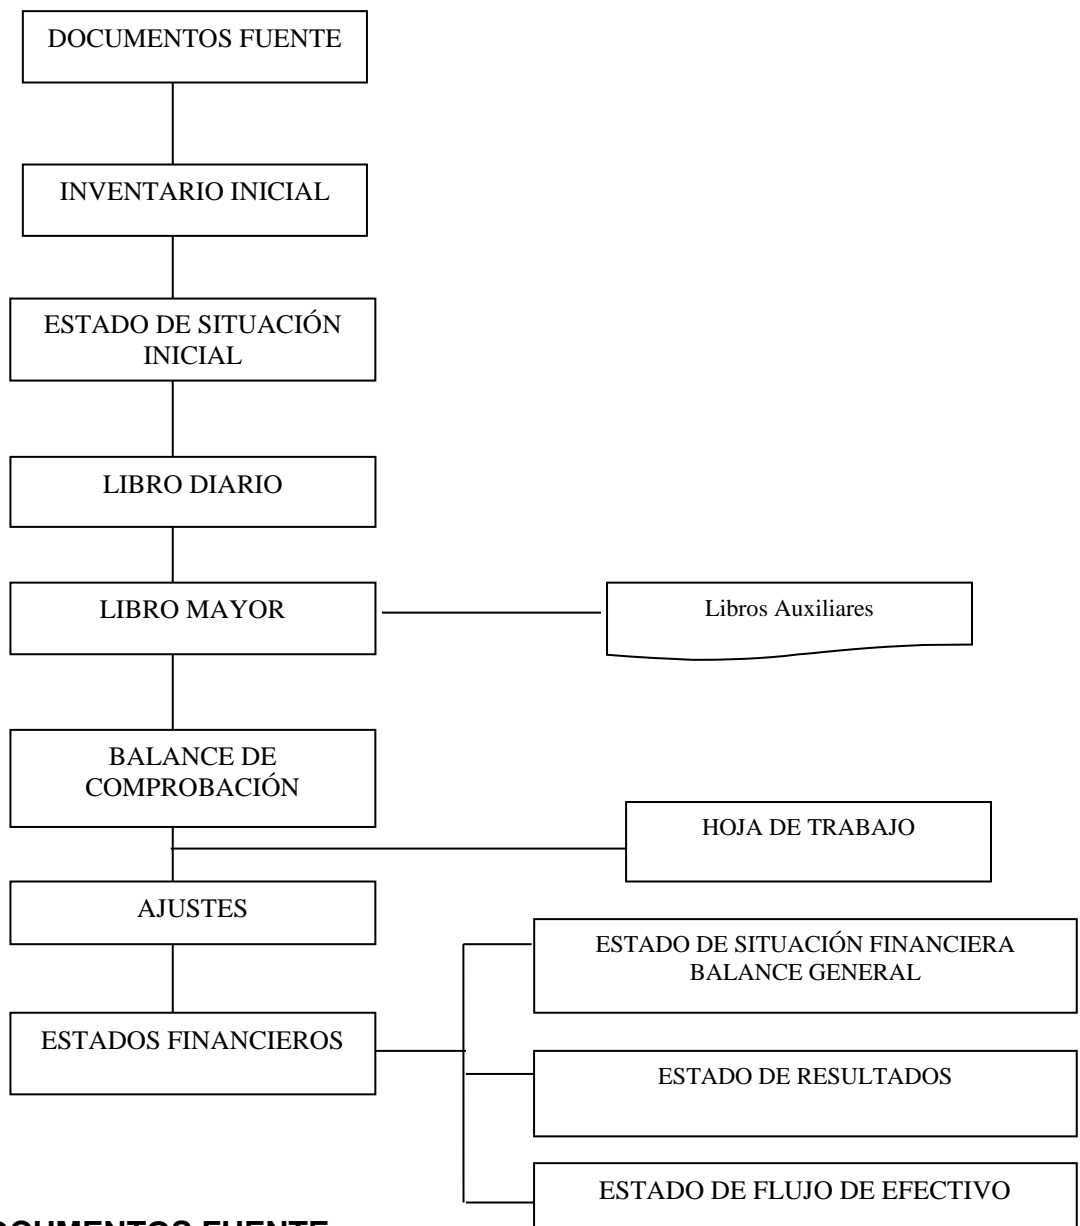 DOCUMENTOS FUENTE
INVENTARIO INICIAL
ESTADO DE SITUACIÓN
INICIAL
LIBRO DIARIO
LIBRO MAYOR
Libros Auxiliares
BALANCE DE
COMPROBACIÓN
HOJA DE TRABAJO
AJUSTES
ESTADO DE SITUACIÓN FINANCIERA
BALANCE GENERAL
ESTADOS FINANCIEROS
ESTADO DE RESULTADOS
ESTADO DE FLUJO DE EFECTIVO
OCUMENTOS FUENTE